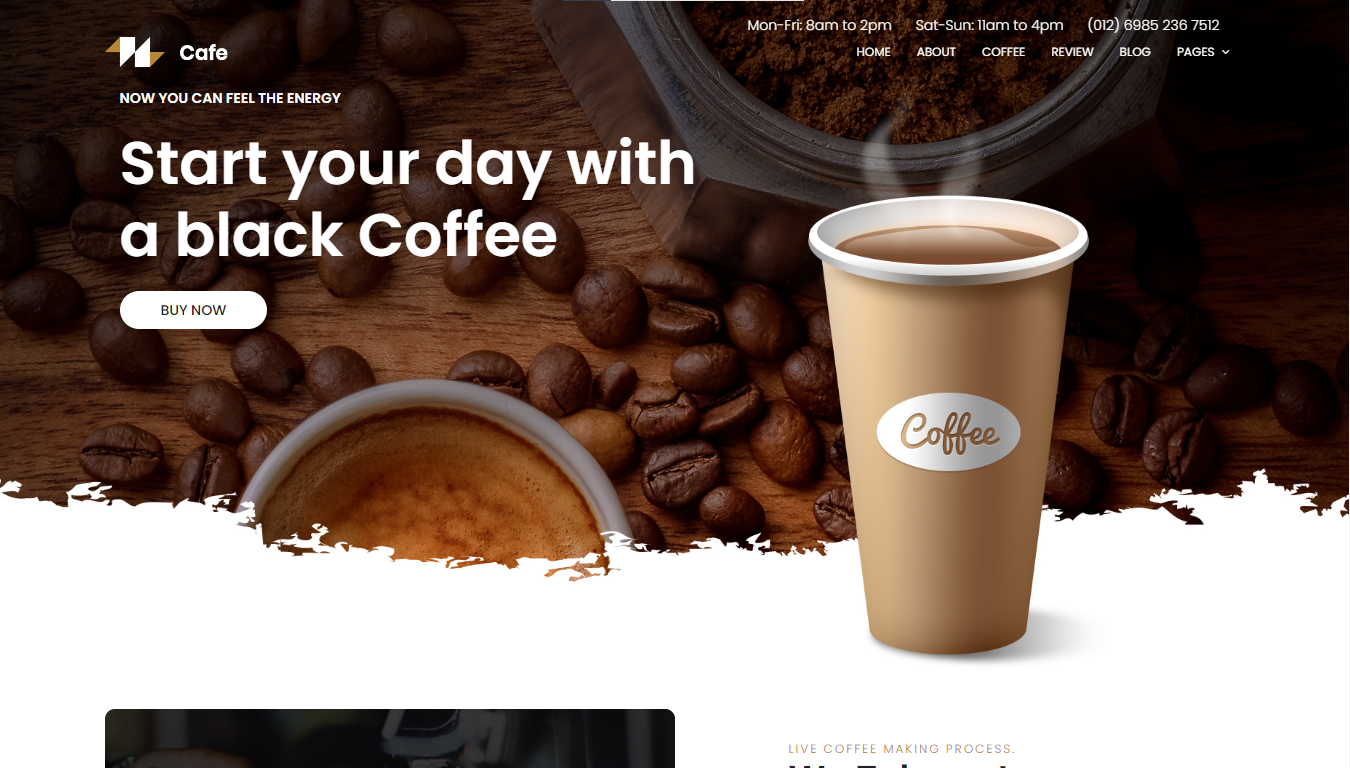 Mon-Fri: 8am to 2pm Sat-Sun: 11am to 4pm (012) 6985 236 7512
Cafe
HOME ABOUT COFFEE REVIEW BLOG PAGES
NOW YOU CAN FEEL THE ENERGY
Start your day with
a black Coffee
BUY NOW
Coffee
LIVE COFFEE MAKING PROCESS.